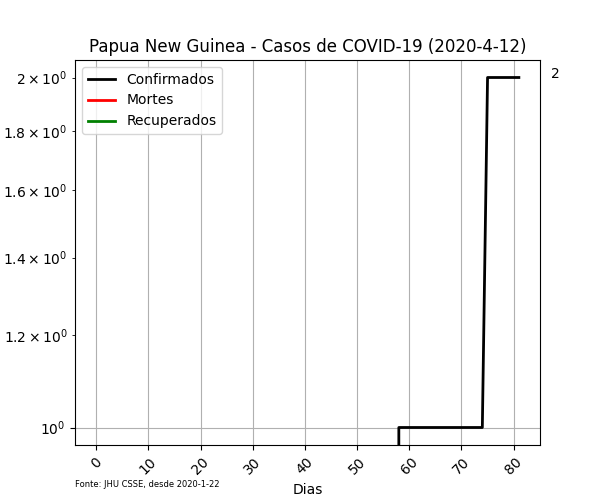 Papua New Guinea - Casos de COVID-19 (2020-4-12)
Confirmados
Mortes
Recuperados
2
2 × 10⁰
1.8 × 10⁰
1.6 × 10⁰
1.4 × 10⁰
1.2 × 10⁰
10⁰
0 10 20 30 40 50 60 70 80
Fonte: JHU CSSE, desde 2020-1-22
Dias